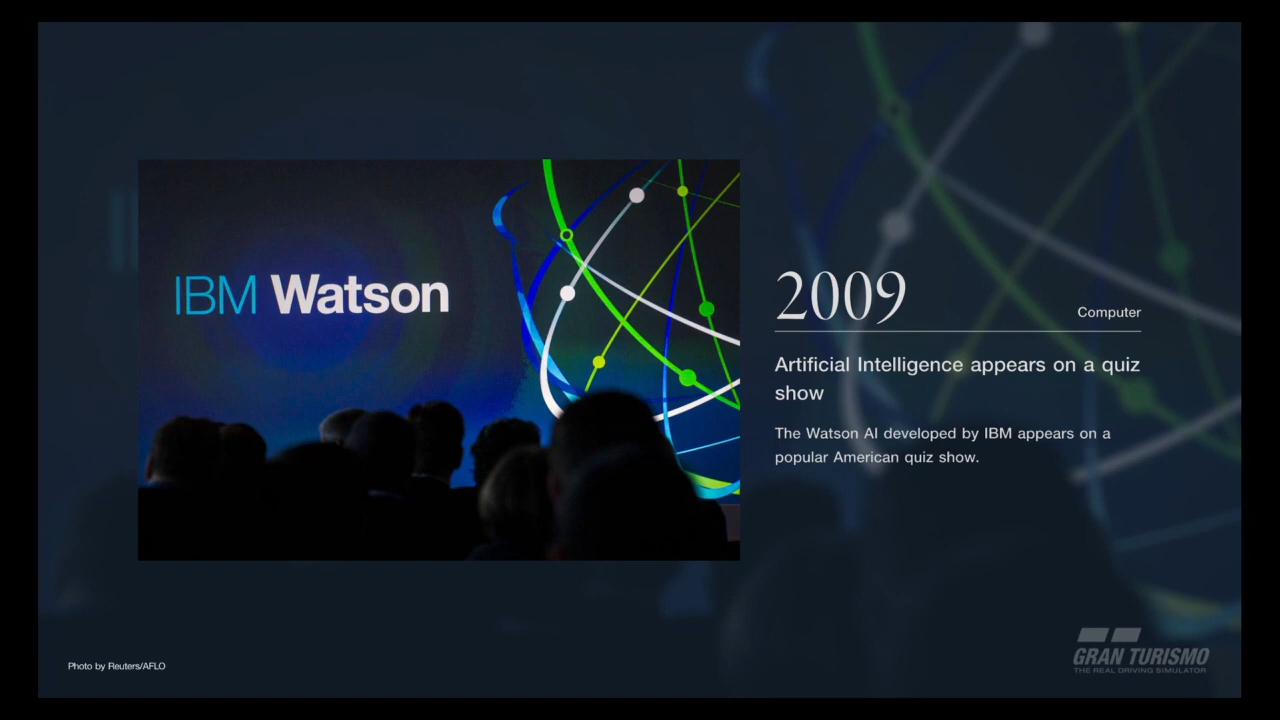 IBM Watson
2009
Computer
Artificial Intelligence appears on a quiz
show
The Watson AI developed by IBM appears on a
popular American quiz show.
Photo by Reuters/AFLO
GRAN TURISMO
THE REAL DRIVING SIMULATOR